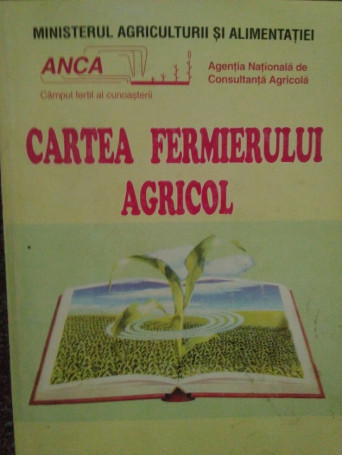 MINISTERUL AGRICULTURII ȘI ALIMENTAȚIEI
ANCA
Agenția Națională de
Consultanță Agricolă
Câmpul fertil al cunoașterii
CARTEA FERMIERULUI
AGRICOL